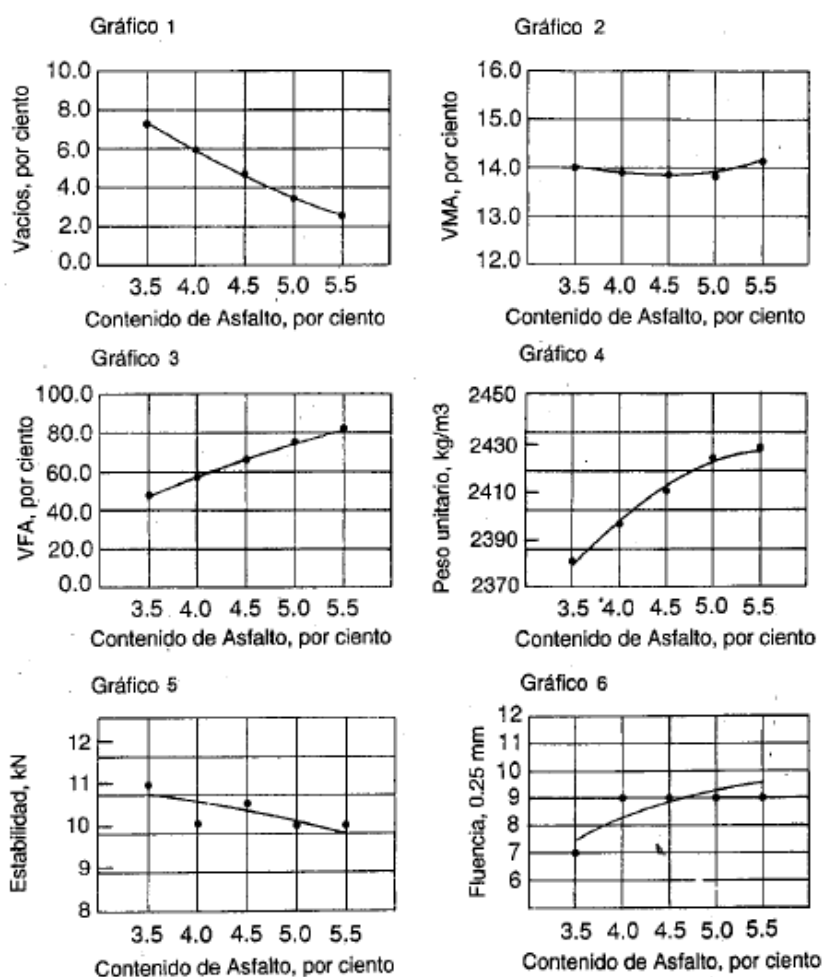 Gráfico 1
Vacios, por ciento
10.0
8.0
6.0
4.0
2.0
0.0
3.5 4.0 4.5 5.0 5.5
Contenido de Asfalto, por ciento
Gráfico 2
VMA, por ciento
16.0
15.0
14.0
13.0
12.0
3.5 4.0 4.5 5.0 5.5
Contenido de Asfalto, por ciento
Gráfico 3
VFA, por ciento
100.0
80.0
60.0
40.0
20.0
0.0
3.5 4.0 4.5 5.0 5.5
Contenido de Asfalto, por ciento
Gráfico 4
Peso unitario, kg/m3
2450
2430
2410
2390
2370
3.5 4.0 4.5 5.0 5.5
Contenido de Asfalto, por ciento
Gráfico 5
Estabilidad, kN
12
11
10
9
8
3.5 4.0 4.5 5.0 5.5
Contenido de Asfalto, por ciento
Gráfico 6
Fluencia, 0.25 mm
12
11
10
9
8
7
6
3.5 4.0 4.5 5.0 5.5
Contenido de Asfalto, por ciento